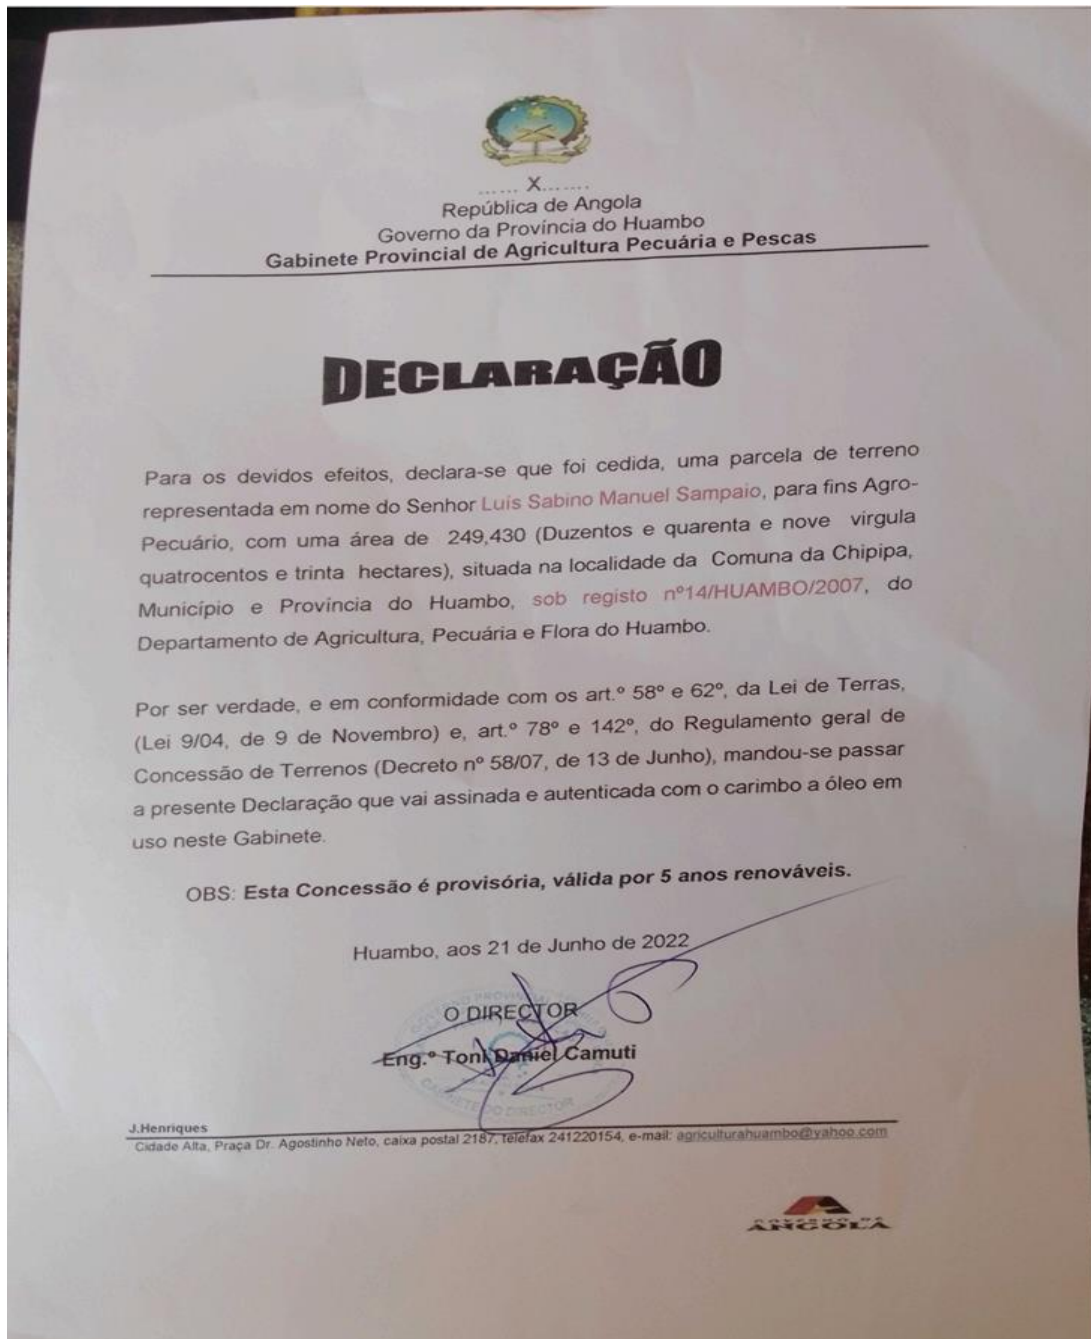 ...... X.......
República de Angola
Governo da Província do Huambo
Gabinete Provincial de Agricultura Pecuária e Pescas
DECLARAÇÃO
Para os devidos efeitos, declara-se que foi cedida, uma parcela de terreno
representada em nome do Senhor Luís Sabino Manuel Sampaio, para fins Agro-
Pecuário, com uma área de 249,430 (Duzentos e quarenta e nove virgula
quatrocentos e trinta hectares), situada na localidade da Comuna da Chipipa,
Município e Província do Huambo, sob registo nº14/HUAMBO/2007, do
Departamento de Agricultura, Pecuária e Flora do Huambo.
Por ser verdade, e em conformidade com os art.º 58º e 62º, da Lei de Terras,
(Lei 9/04, de 9 de Novembro) e, art.º 78º e 142º, do Regulamento geral de
Concessão de Terrenos (Decreto nº 58/07, de 13 de Junho), mandou-se passar
a presente Declaração que vai assinada e autenticada com o carimbo a óleo em
uso neste Gabinete.
OBS: Esta Concessão é provisória, válida por 5 anos renováveis.
Huambo, aos 21 de Junho de 2022
O DIRECTOR
Eng.º Toni Daniel Camuti
GABINETE DO DIRECTOR
J.Henriques
Cidade Alta, Praça Dr. Agostinho Neto, caixa postal 2187, telefax 241220154, e-mail: agriculturahuambo@yahoo.com
GOVERNO DE
ANGOLA